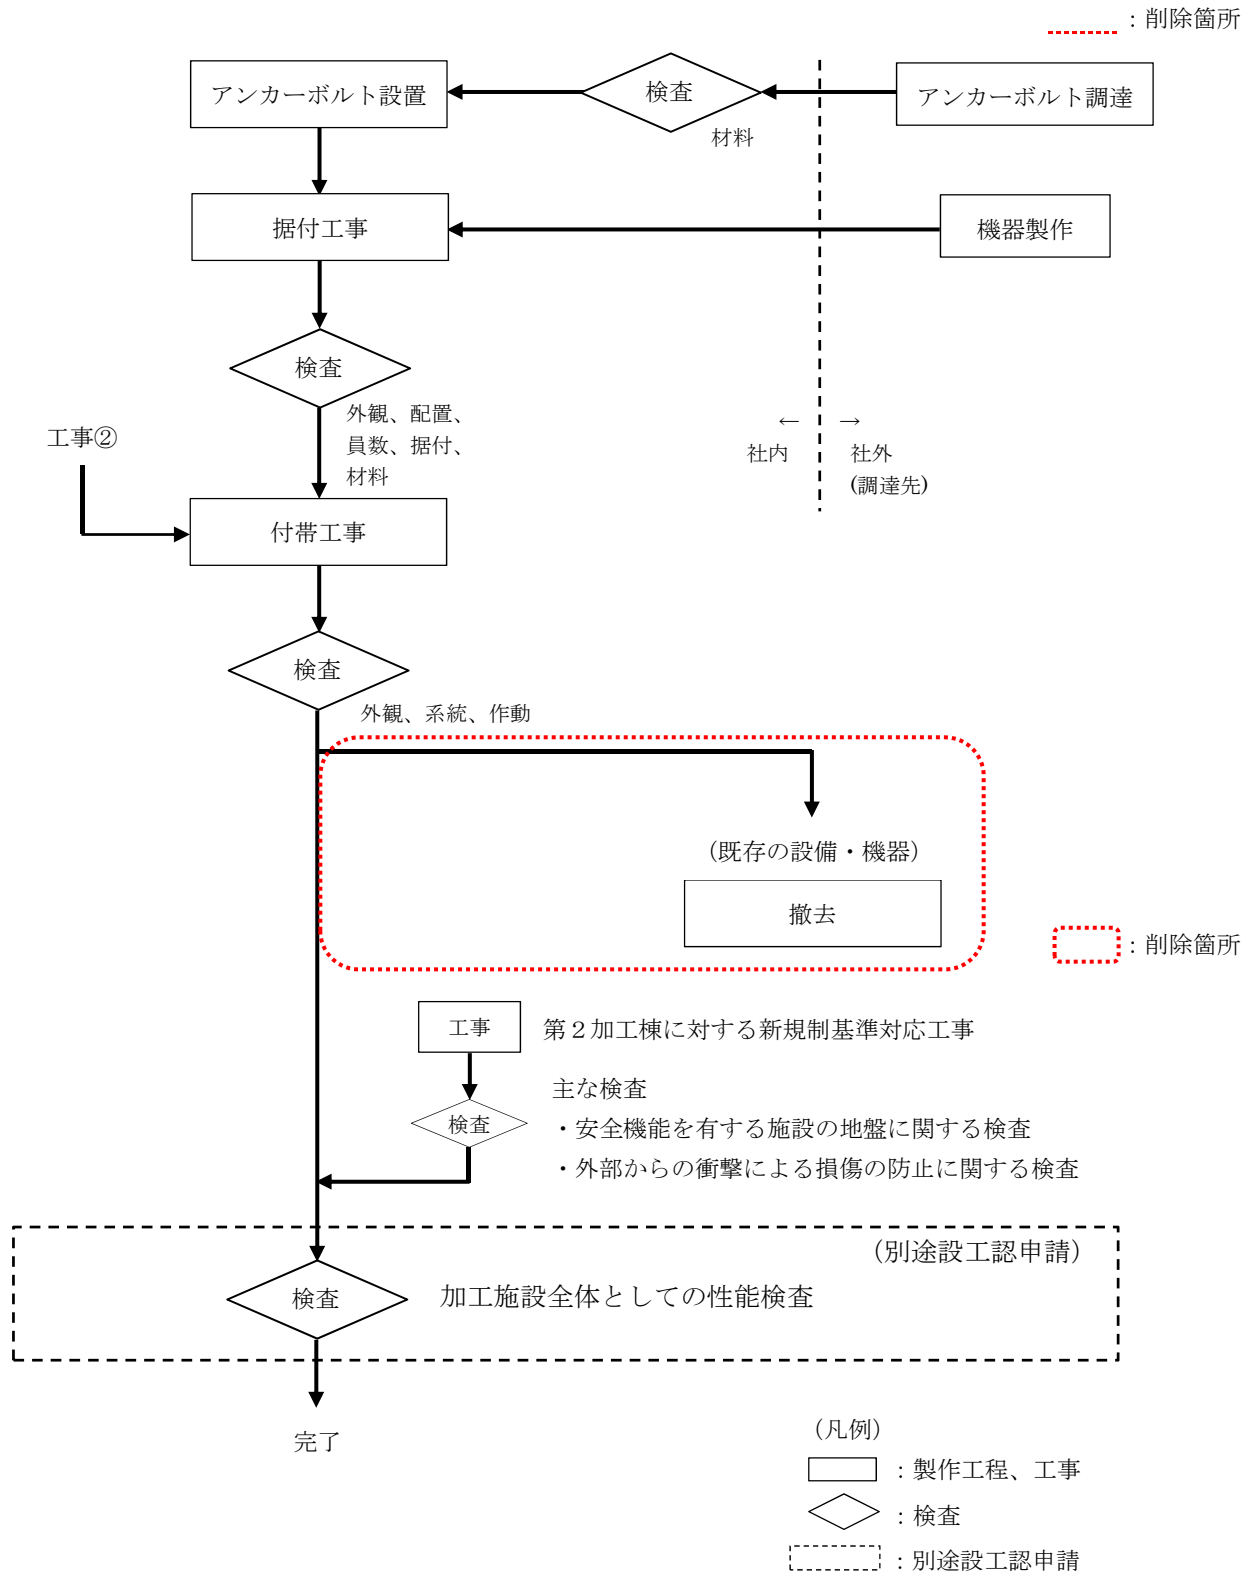 ：削除箇所
アンカーボルト設置
検査
アンカーボルト調達
材料
据付工事
機器製作
検査
外観、配置、
員数、据付、
材料
工事②
← →
社内 社外
(調達先)
付帯工事
検査
外観、系統、作動
（既存の設備・機器）
撤去
：削除箇所
工事
第２加工棟に対する新規制基準対応工事
検査
主な検査
・安全機能を有する施設の地盤に関する検査
・外部からの衝撃による損傷の防止に関する検査
（別途設工認申請）
検査
加工施設全体としての性能検査
完了
（凡例）
：製作工程、工事
：検査
：別途設工認申請